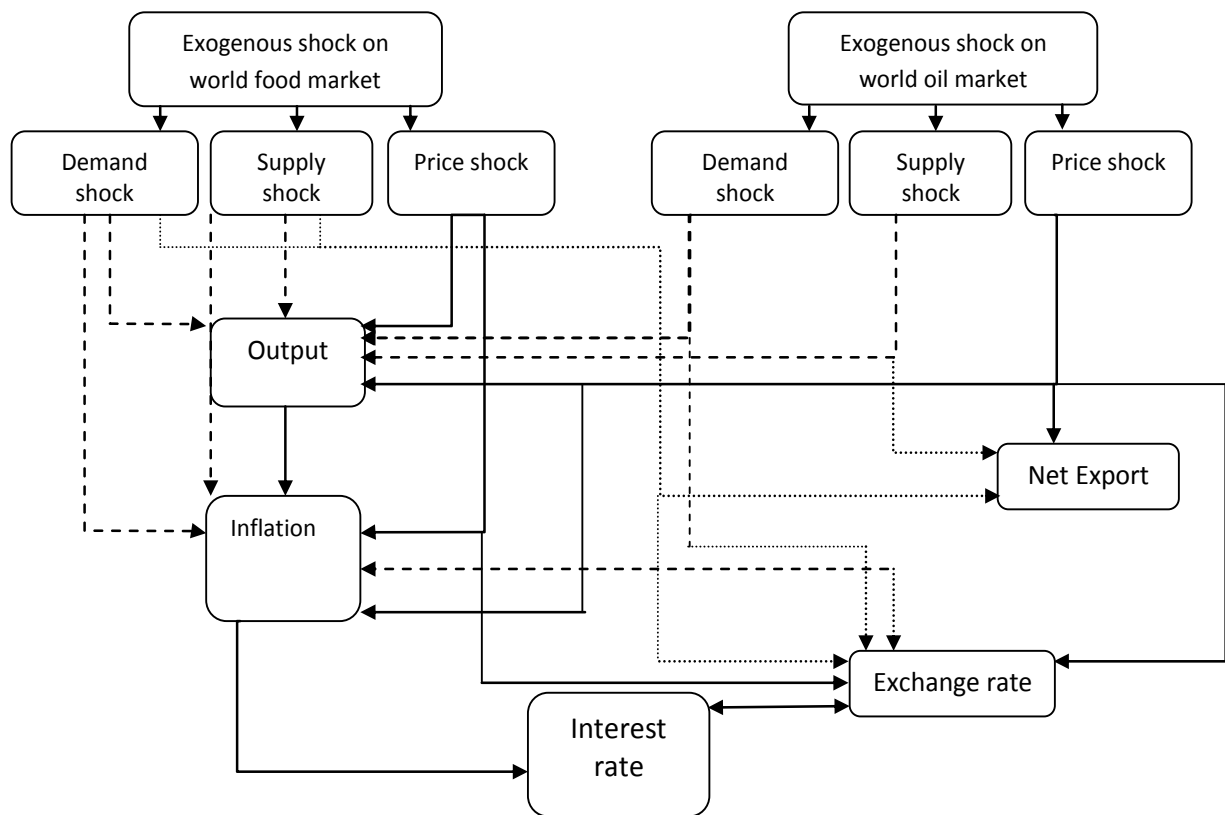 Exogenous shock on
world food market
Exogenous shock on
world oil market
Demand
shock
Supply
shock
Price shock
Demand
shock
Supply
shock
Price shock
Output
Net Export
Inflation
Exchange rate
Interest
rate